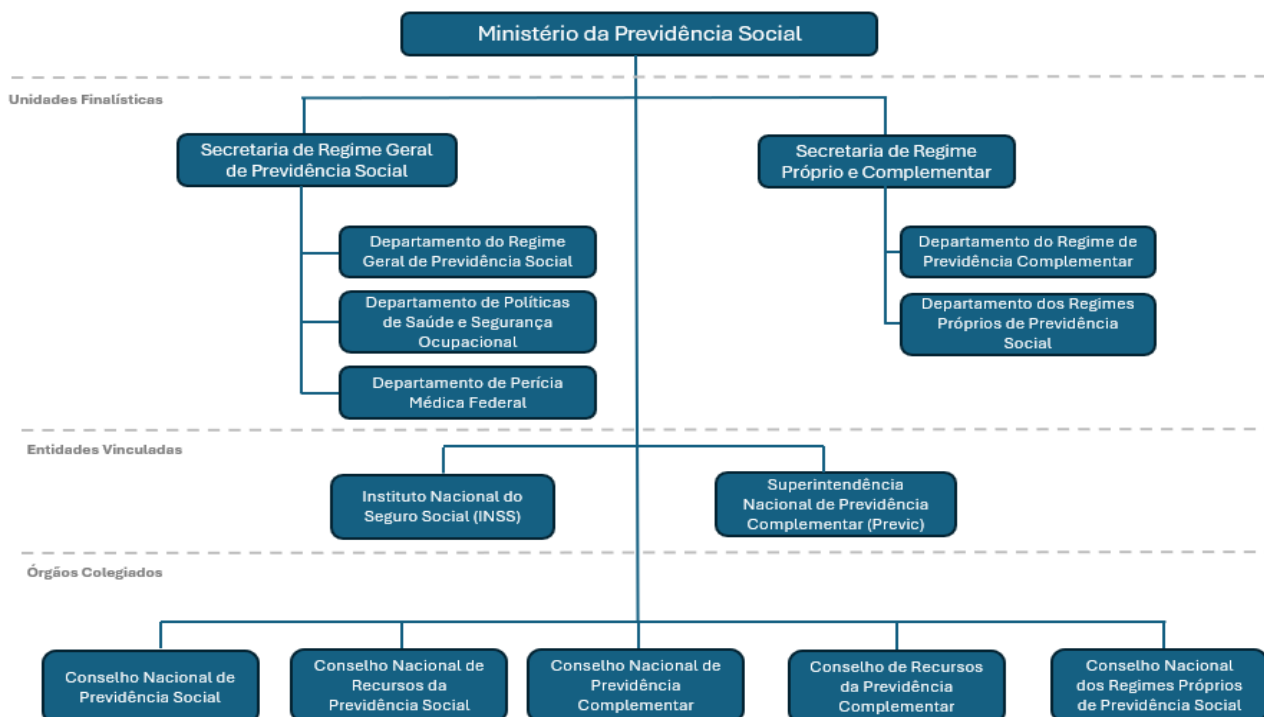 Ministério da Previdência Social
Unidades Finalísticas
Secretaria de Regime Geral
de Previdência Social
Secretaria de Regime
Próprio e Complementar
Departamento do Regime
Geral de Previdência Social
Departamento de Políticas
de Saúde e Segurança
Ocupacional
Departamento de Perícia
Médica Federal
Departamento do Regime de
Previdência Complementar
Departamento dos Regimes
Próprios de Previdência
Social
Entidades Vinculadas
Instituto Nacional do
Seguro Social (INSS)
Superintendência
Nacional de Previdência
Complementar (Previc)
Órgãos Colegiados
Conselho Nacional de
Previdência Social
Conselho Nacional de
Recursos da
Previdência Social
Conselho Nacional de
Previdência
Complementar
Conselho de Recursos
da Previdência
Complementar
Conselho Nacional
dos Regimes Próprios
de Previdência Social